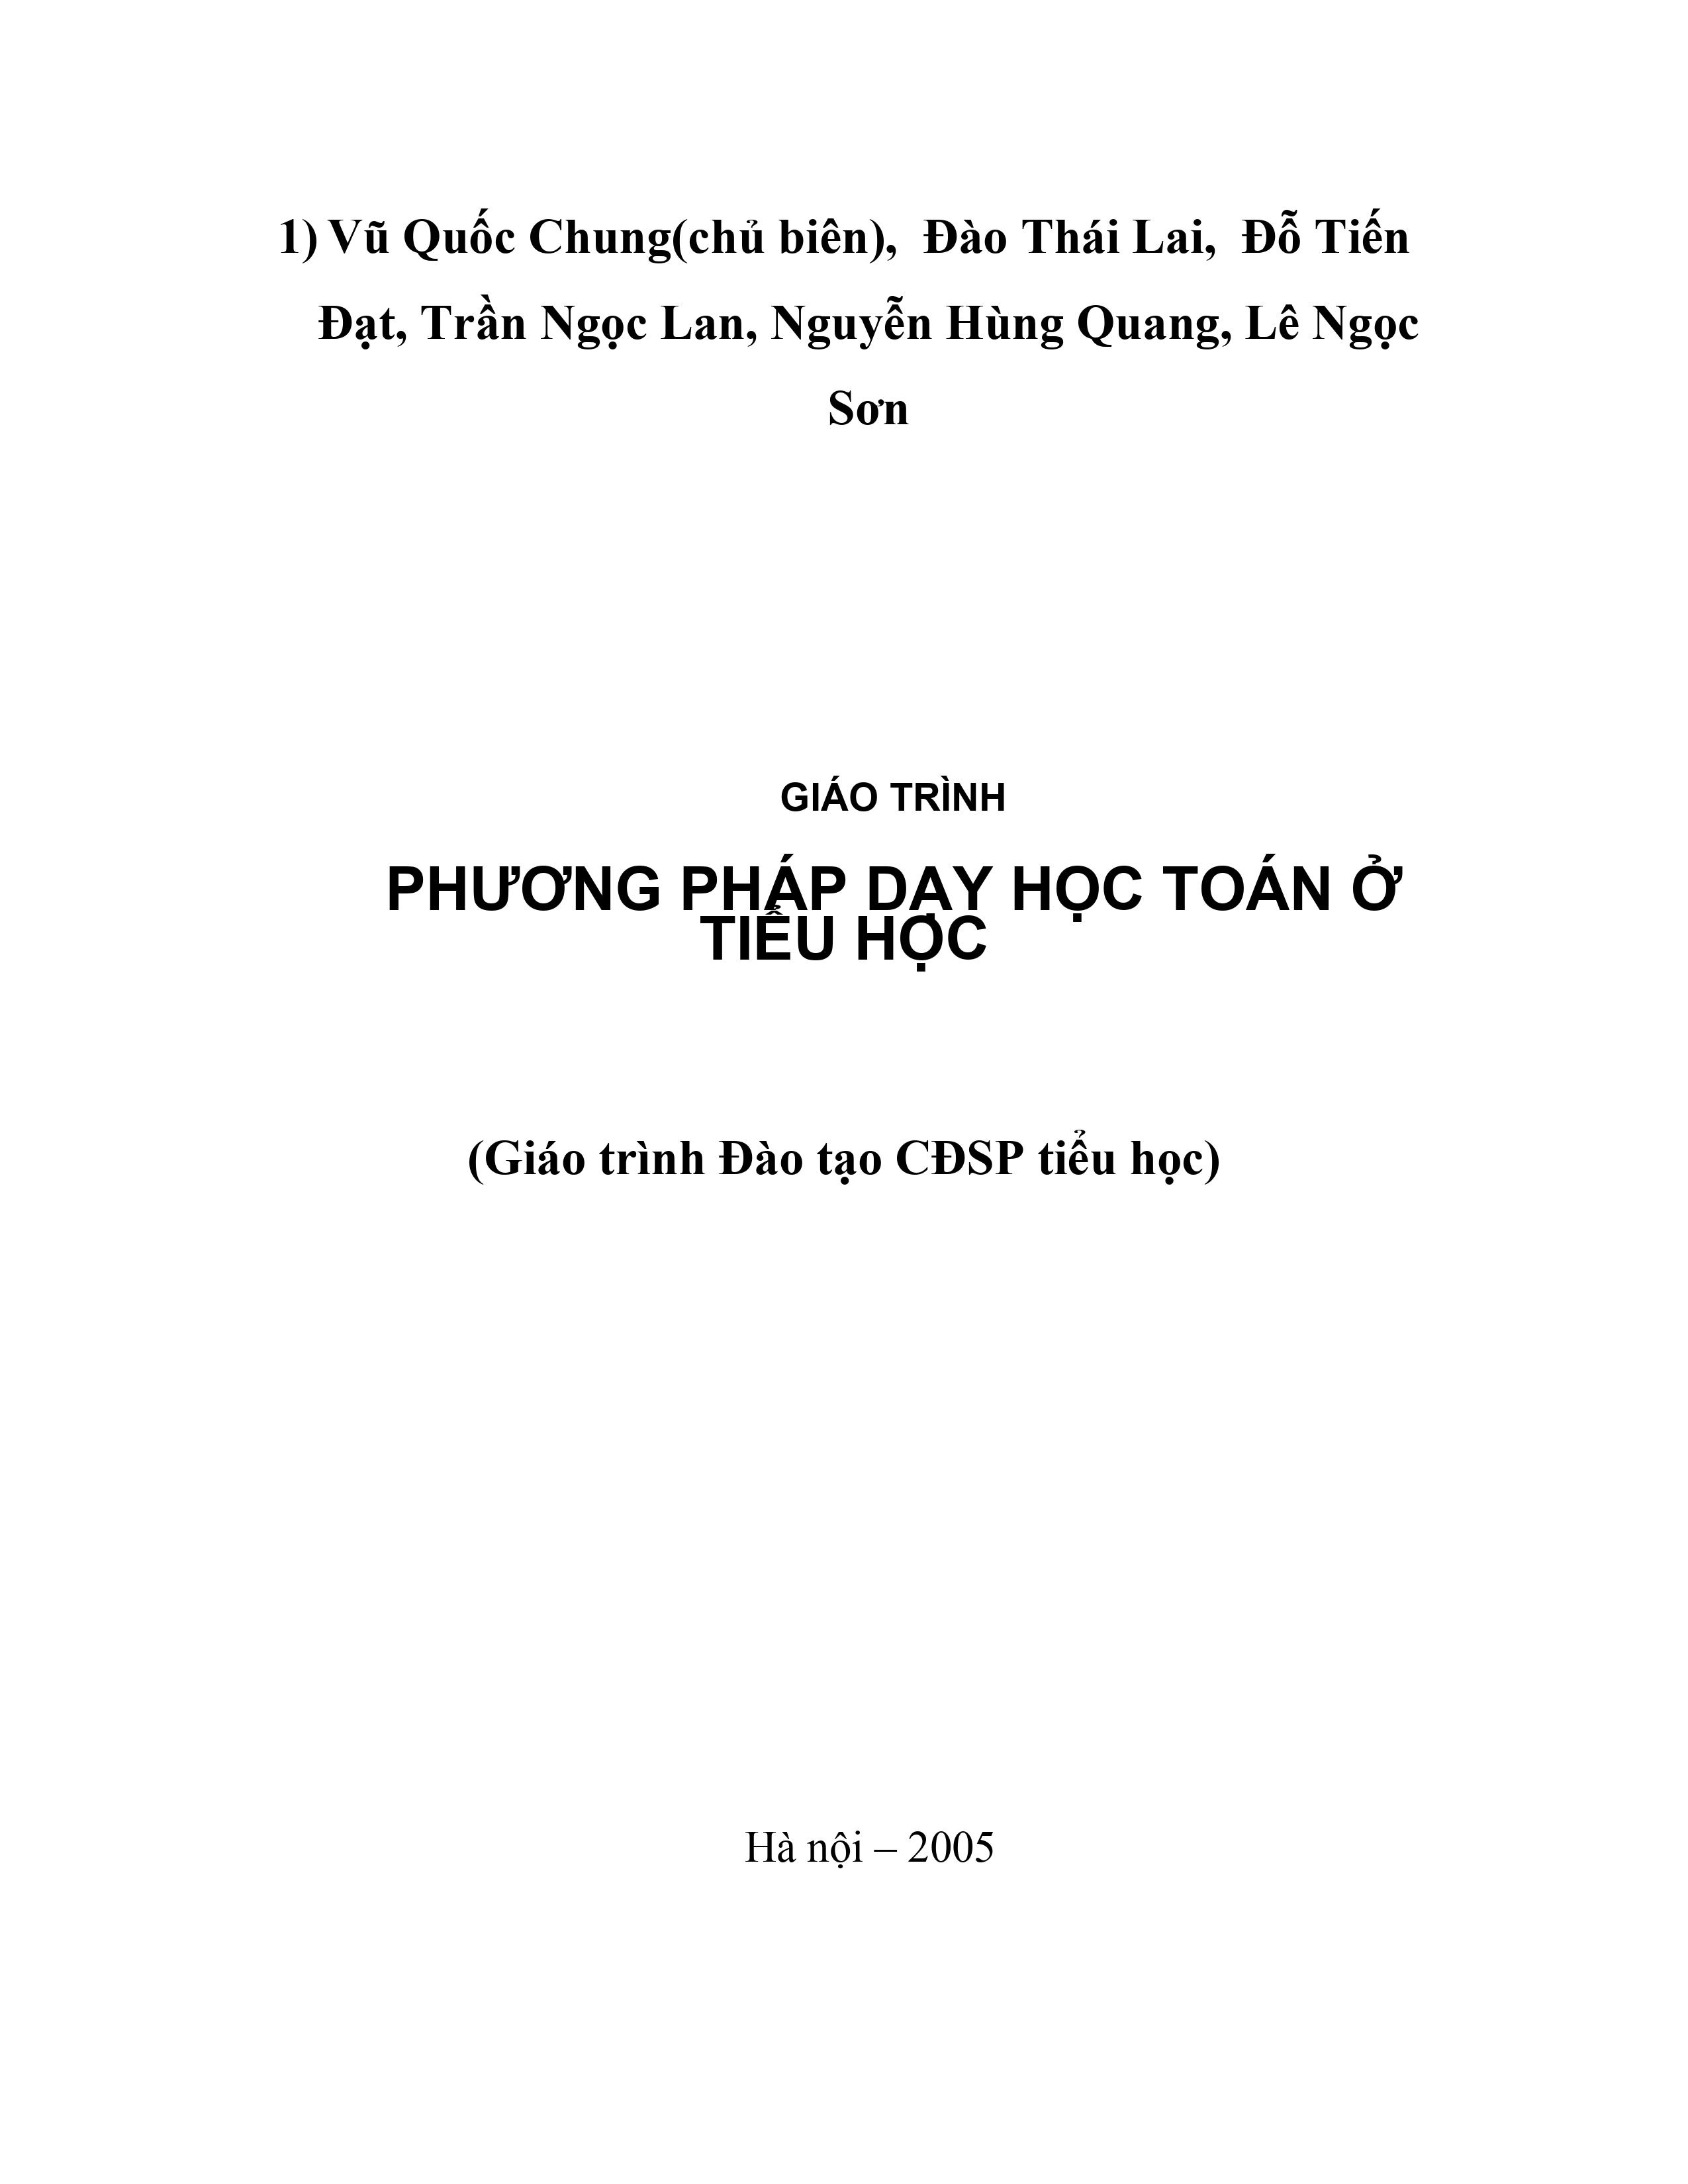 1) Vũ Quốc Chung(chủ biên), Đào Thái Lai, Đỗ Tiến
Đạt, Trần Ngọc Lan, Nguyễn Hùng Quang, Lê Ngọc
Sơn
GIÁO TRÌNH
PHƯƠNG PHÁP DẠY HỌC TOÁN Ở
TIỂU HỌC
(Giáo trình Đào tạo CĐSP tiểu học)
Hà nội – 2005